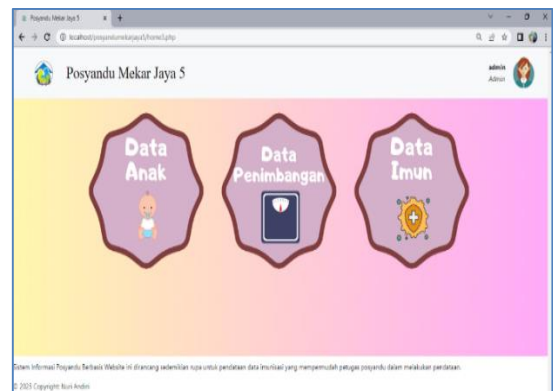 Posyandu Mekar Jaya 5
localhost/posyandumekarjaya5/home3.php
Posyandu Mekar Jaya 5
admin
Admin
Data
Anak
Data
Penimbangan
Data
Imun
Sistem Informasi Posyandu Berbasis Website ini dirancang sedemikian rupa untuk pendataan data imunisasi yang mempermudah petugas posyandu dalam melakukan pendataan.
© 2023 Copyright: Nuri Andini